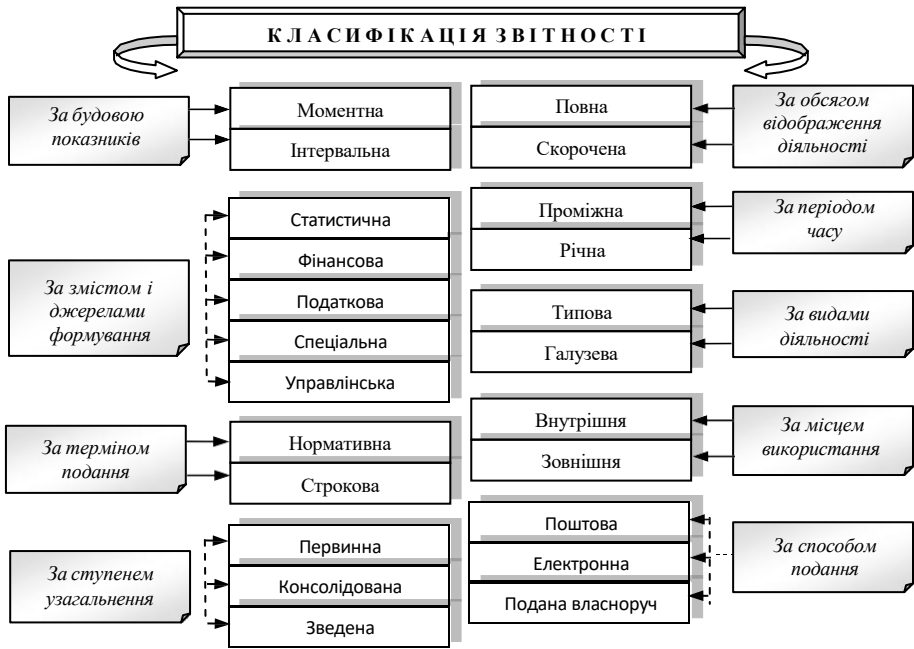 КЛАСИФІКАЦІЯ ЗВІТНОСТІ
За будовою
показників
Моментна
Інтервальна
За змістом і
джерелами
формування
Статистична
Фінансова
Податкова
Спеціальна
Управлінська
За терміном
подання
Нормативна
Строкова
За ступенем
узагальнення
Первинна
Консолідована
Зведена
Повна
Скорочена
За обсягом
відображення
діяльності
Проміжна
Річна
За періодом
часу
Типова
Галузева
За видами
діяльності
Внутрішня
Зовнішня
За місцем
використання
Поштова
Електронна
Подана власноруч
За способом
подання